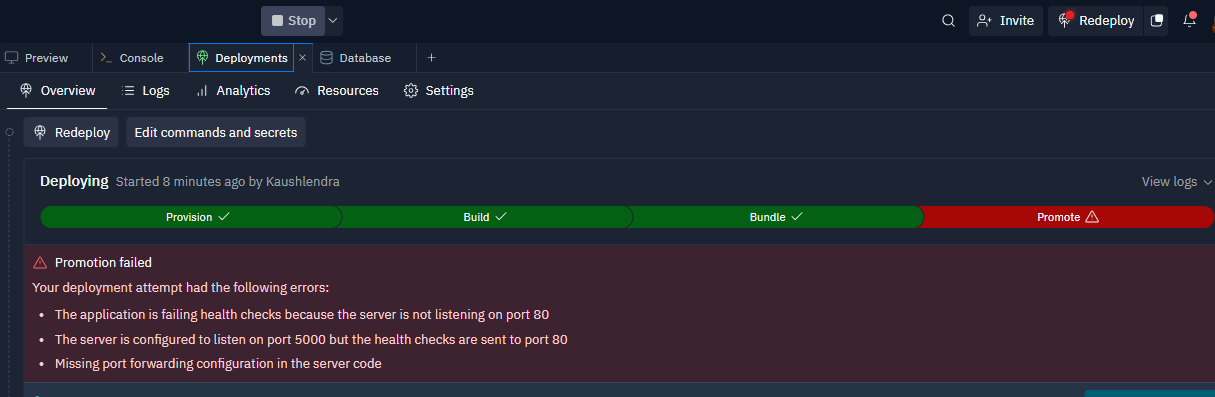 Stop
Invite
Redeploy
Preview
Console
Deployments
Database
Overview
Logs
Analytics
Resources
Settings
Redeploy
Edit commands and secrets
Deploying Started 8 minutes ago by Kaushlendra
View logs
Provision
Build
Bundle
Promote
Promotion failed
Your deployment attempt had the following errors:
• The application is failing health checks because the server is not listening on port 80
• The server is configured to listen on port 5000 but the health checks are sent to port 80
• Missing port forwarding configuration in the server code